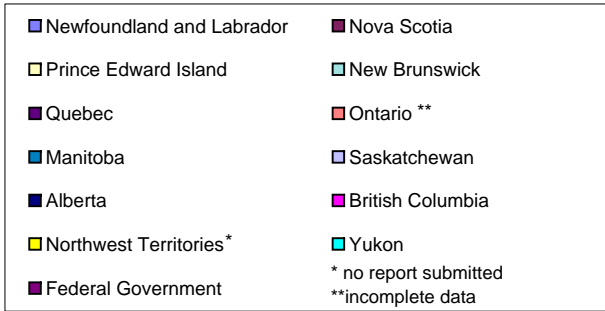 Newfoundland and Labrador Nova Scotia
Prince Edward Island New Brunswick
Quebec Ontario **
Manitoba Saskatchewan
Alberta British Columbia
Northwest Territories* Yukon
* no report submitted
Federal Government **incomplete data